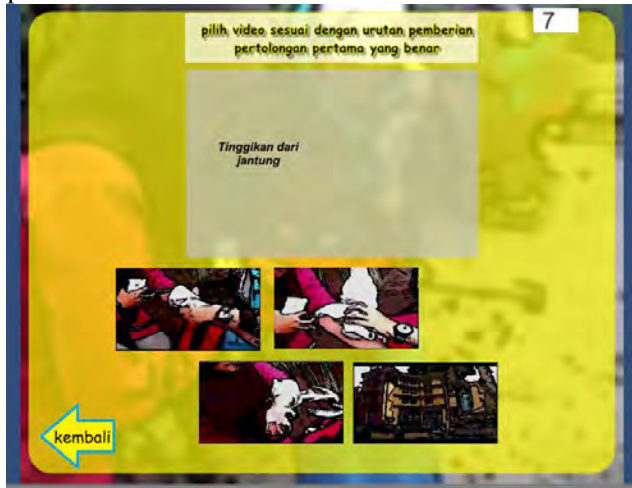 7
pilih video sesuai dengan urutan pemberian
pertolongan pertama yang benar
Tinggikan dari
jantung
kembali